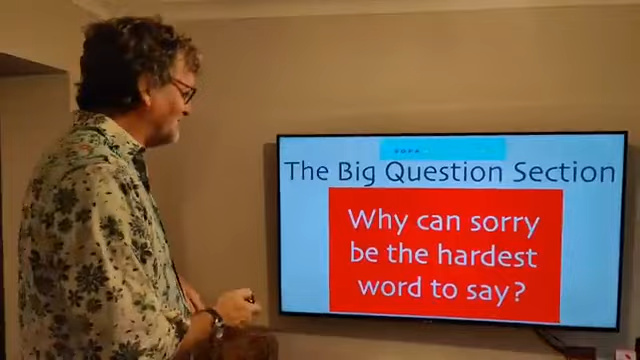 The Big Question Section
Why can sorry
be the hardest
word to say?